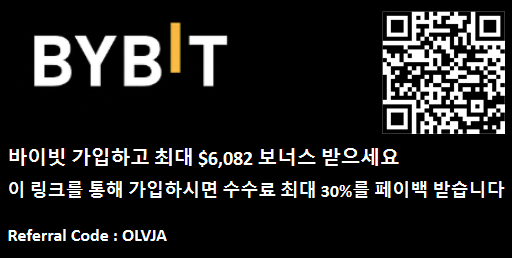 BYBIT
바이빗 가입하고 최대 $6,082 보너스 받으세요
이 링크를 통해 가입하시면 수수료 최대 30%를 페이백 받습니다
Referral Code : OLVJA